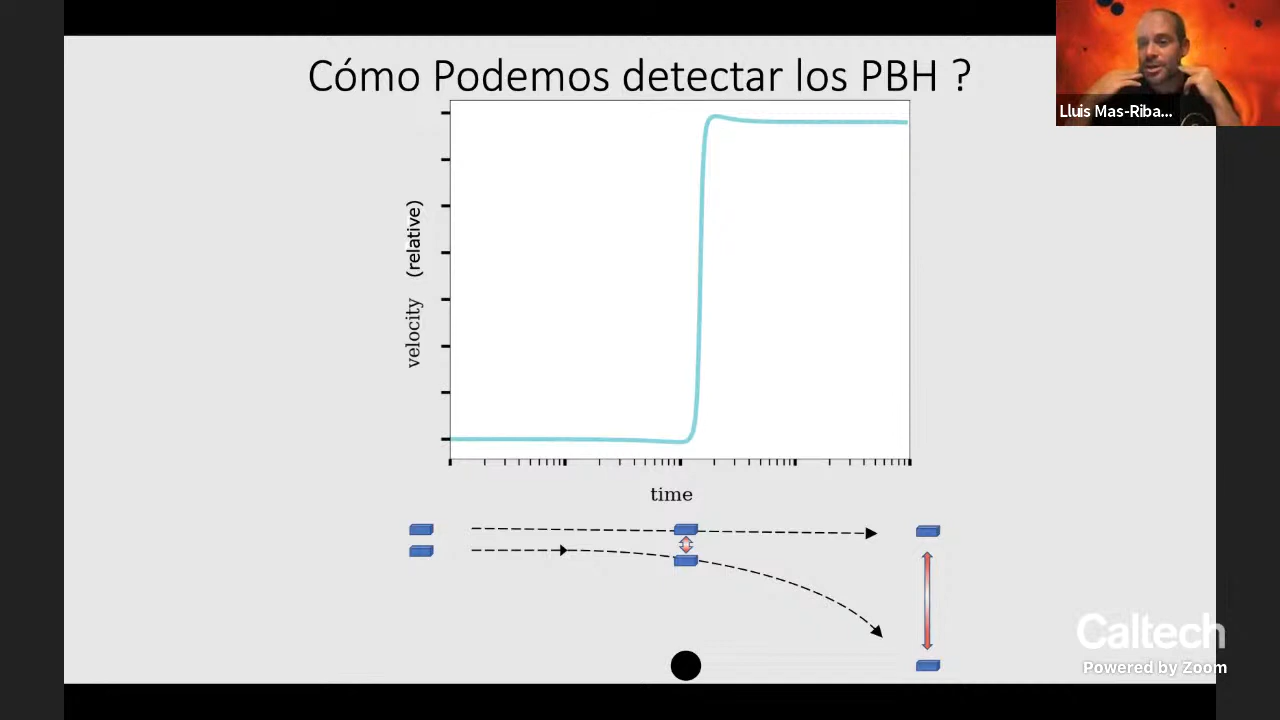 Cómo Podemos detectar los PBH ?
Lluis Mas-Riba...
velocity (relative)
time
Caltech
Powered by Zoom